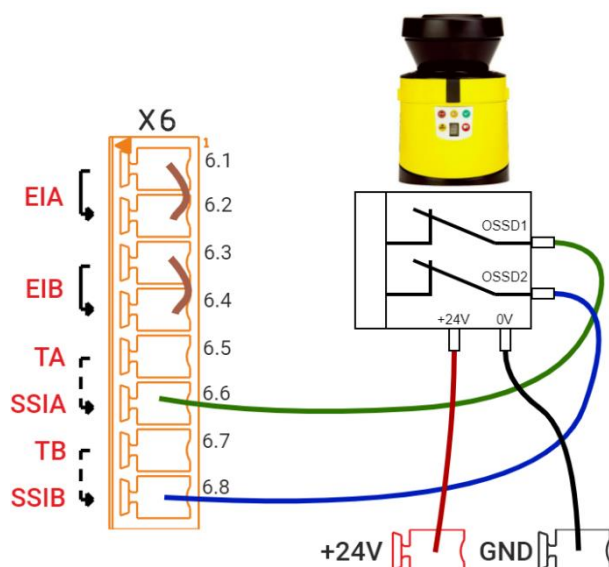 X6
1
6.1
EIA
6.2
6.3
EIB
6.4
TA
6.5
SSIA
6.6
TB
6.7
SSIB
6.8
OSSD1
OSSD2
+24V
0V
+24V
GND